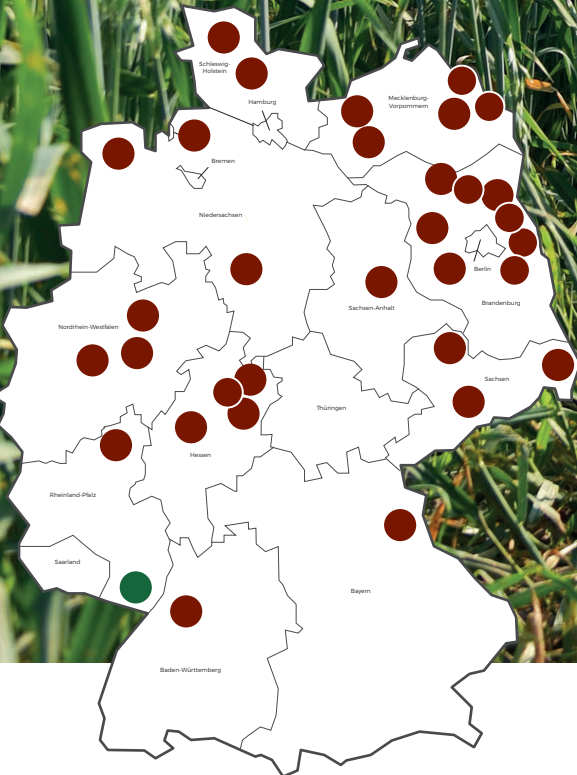 Schleswig-
Holstein
Hamburg
Mecklenburg-
Vorpommern
Bremen
Niedersachsen
Berlin
Brandenburg
Sachsen-Anhalt
Nordrhein-Westfalen
Sachsen
Thüringen
Hessen
Rheinland-Pfalz
Saarland
Bayern
Baden-Württemberg